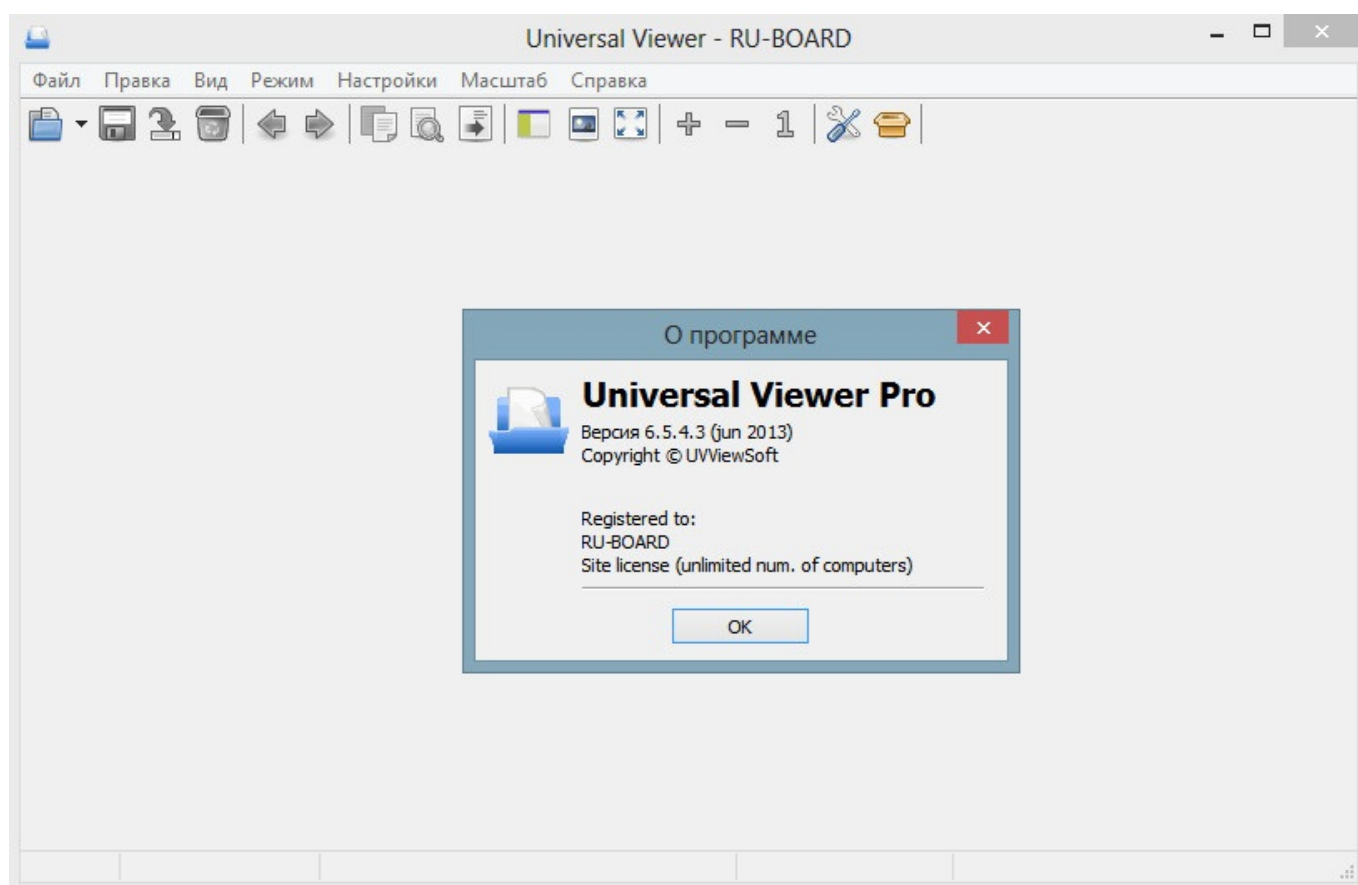 Universal Viewer - RU-BOARD
Файл Правка Вид Режим Настройки Масштаб Справка
1
О программе
Universal Viewer Pro
Версия 6.5.4.3 (jun 2013)
Copyright © UVViewSoft
Registered to:
RU-BOARD
Site license (unlimited num. of computers)
OK